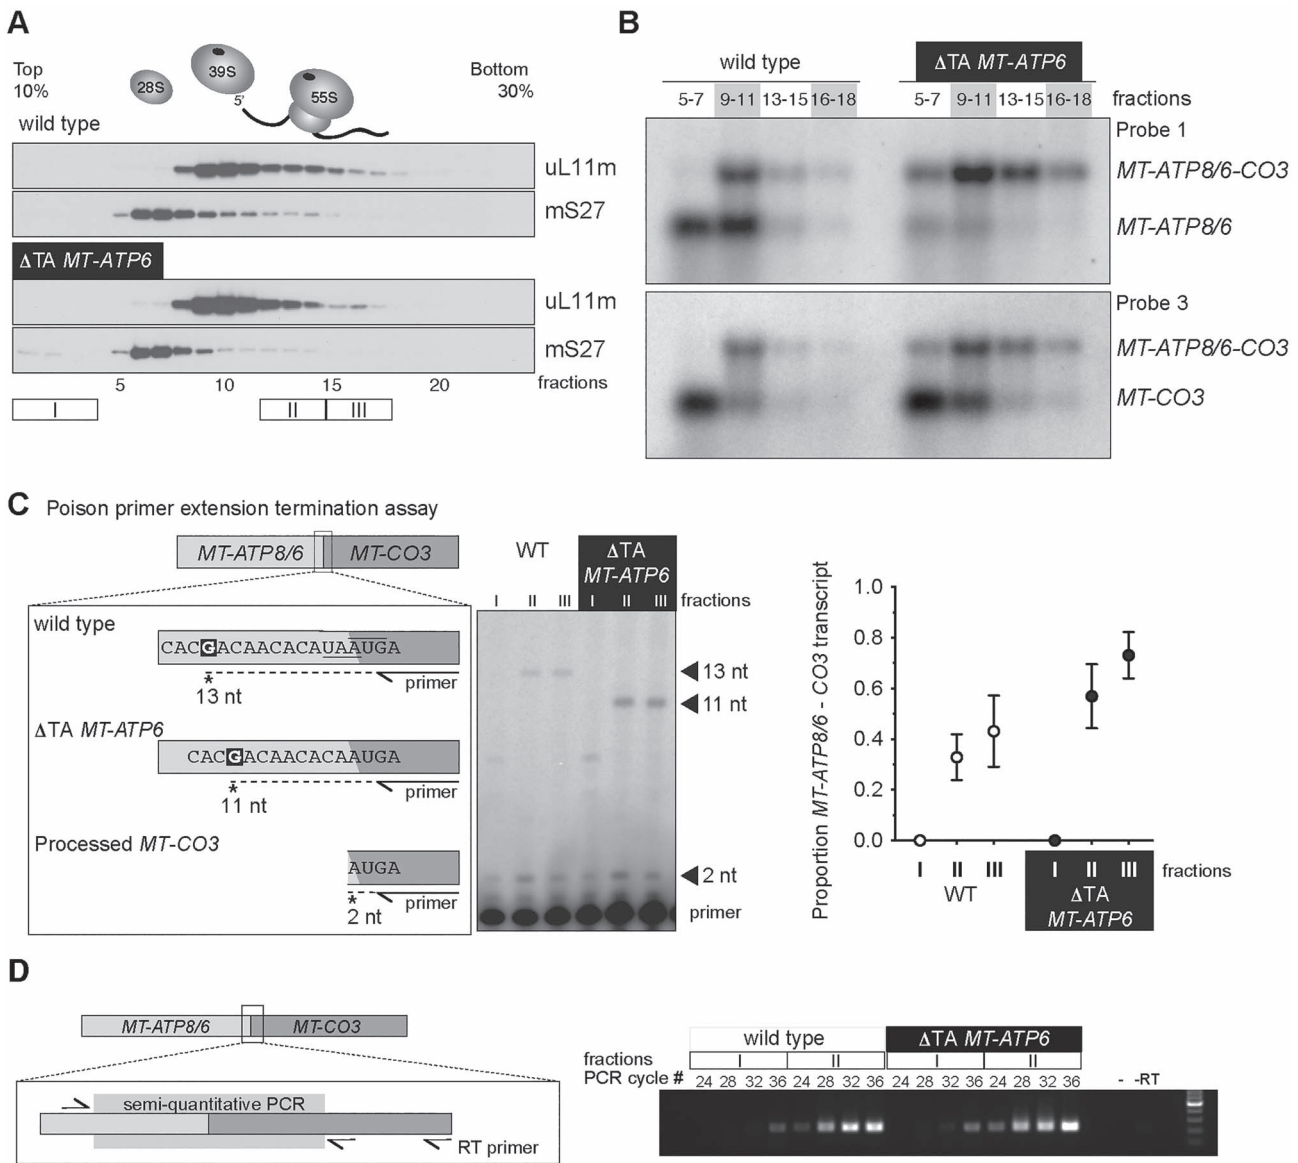 A
Top
10%
28S
39S
5'
55S
Bottom
30%
wild type
uL11m
mS27
ΔTA MT-ATP6
uL11m
mS27
5 10 15 20 fractions
I II III
B
wild type ΔTA MT-ATP6
5-7 9-11 13-15 16-18 5-7 9-11 13-15 16-18 fractions
Probe 1
MT-ATP8/6-CO3
MT-ATP8/6
Probe 3
MT-ATP8/6-CO3
MT-CO3
C Poison primer extension termination assay
MT-ATP8/6 MT-CO3
wild type
CACGACAACACAUAAUGA
* primer
13 nt
ΔTA MT-ATP6
CACGACAACACAAUGA
* primer
11 nt
Processed MT-CO3
AUGA
* primer
2 nt
WT ΔTA
MT-ATP6
I II III I II III fractions
13 nt
11 nt
2 nt
primer
Proportion MT-ATP8/6 - CO3 transcript
1.0
0.8
0.6
0.4
0.2
0.0
I II III I II III fractions
WT ΔTA
MT-ATP6
D
MT-ATP8/6 MT-CO3
semi-quantitative PCR
RT primer
wild type ΔTA MT-ATP6
fractions I II I II
PCR cycle # 24 28 32 36 24 28 32 36 24 28 32 36 24 28 32 36 - -RT